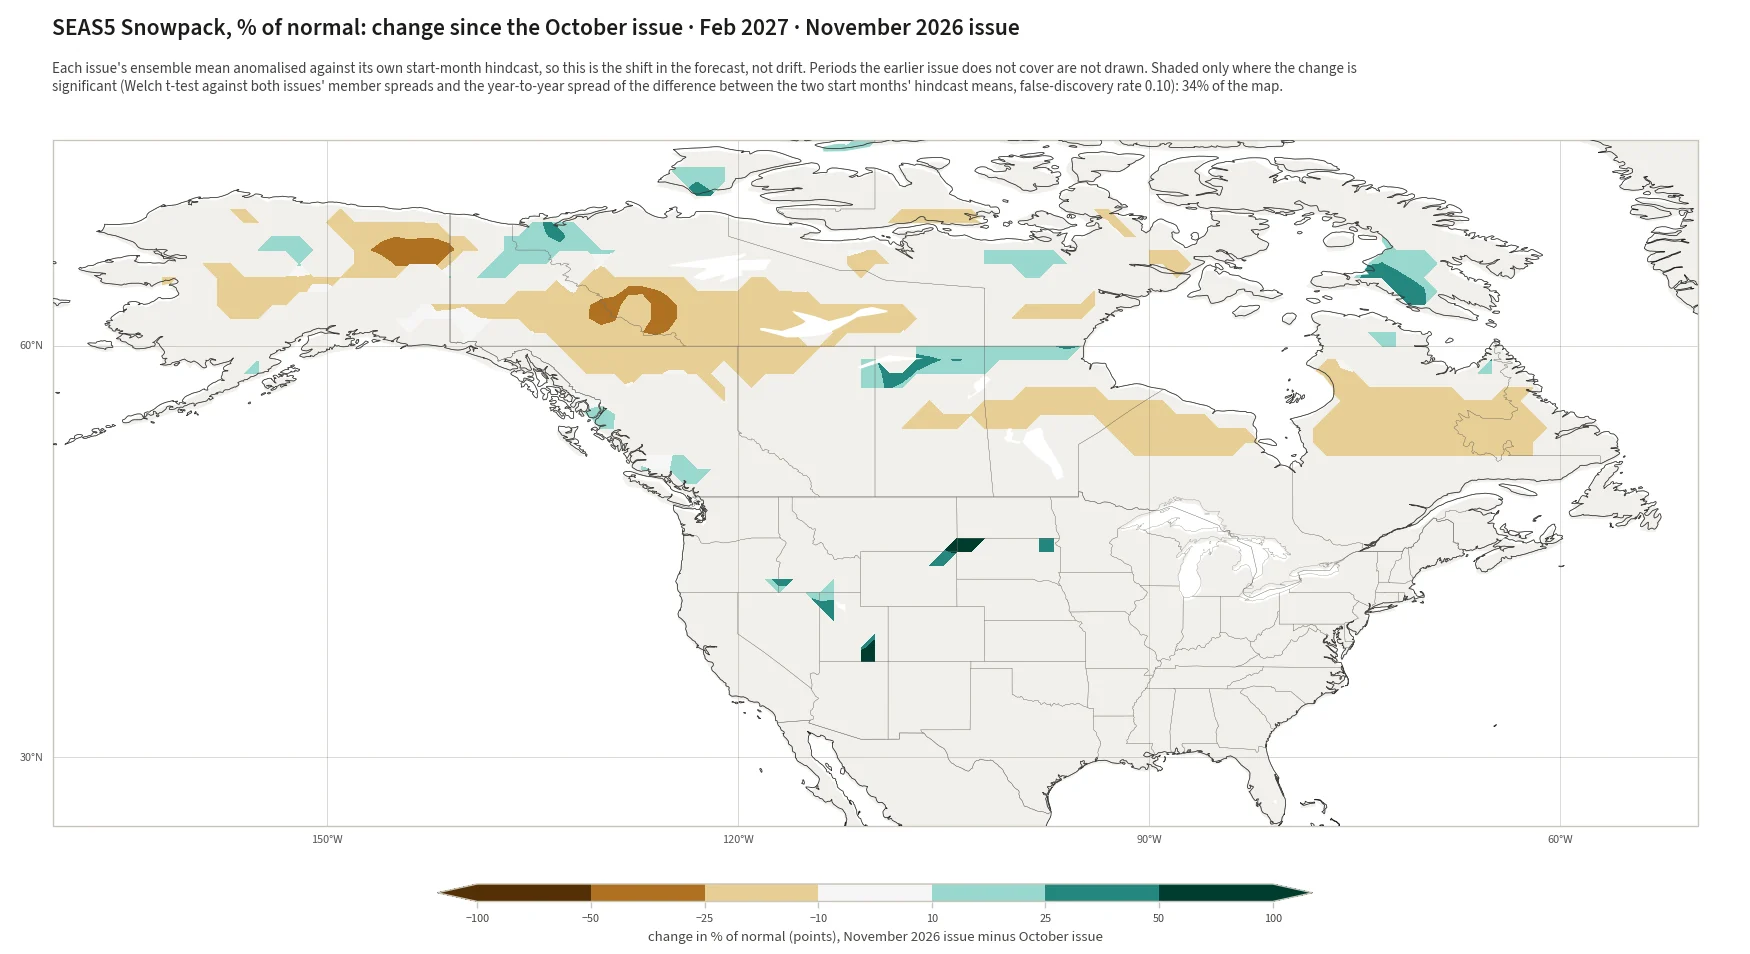 SEAS5 Snowpack, % of normal: change since the October issue · Feb 2027 · November 2026 issue
Each issue's ensemble mean anomalised against its own start-month hindcast, so this is the shift in the forecast, not drift. Periods the earlier issue does not cover are not drawn. Shaded only where the change is
significant (Welch t-test against both issues' member spreads and the year-to-year spread of the difference between the two start months' hindcast means, false-discovery rate 0.10): 34% of the map.
60°N
30°N
150°W 120°W 90°W 60°W
−100 −50 −25 −10 10 25 50 100
change in % of normal (points), November 2026 issue minus October issue